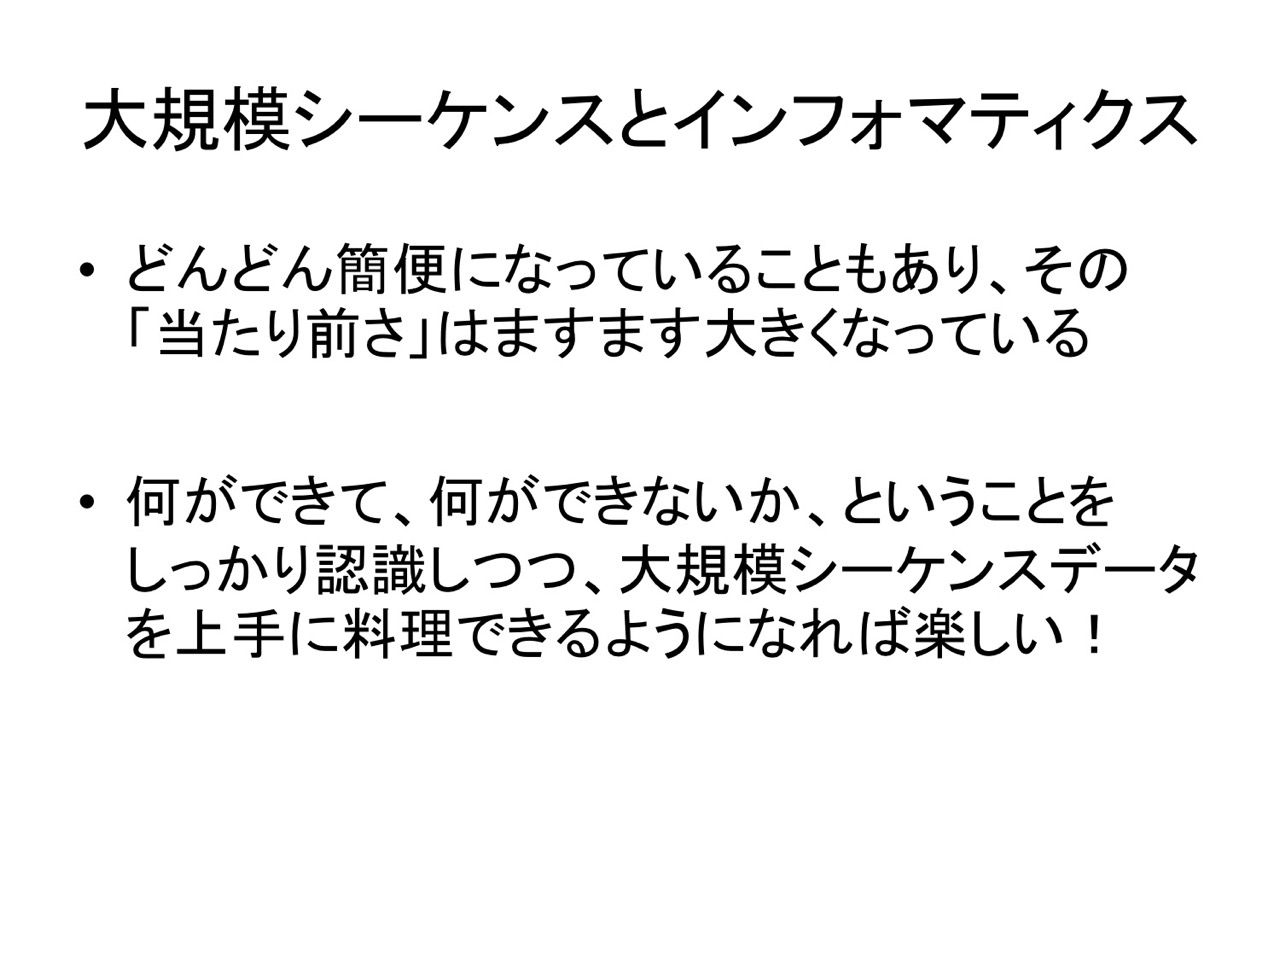 大規模シーケンスとインフォマティクス
• どんどん簡便になっていることもあり、その
「当たり前さ」はますます大きくなっている
• 何ができて、何ができないか、ということを
しっかり認識しつつ、大規模シーケンスデータ
を上手に料理できるようになれば楽しい！